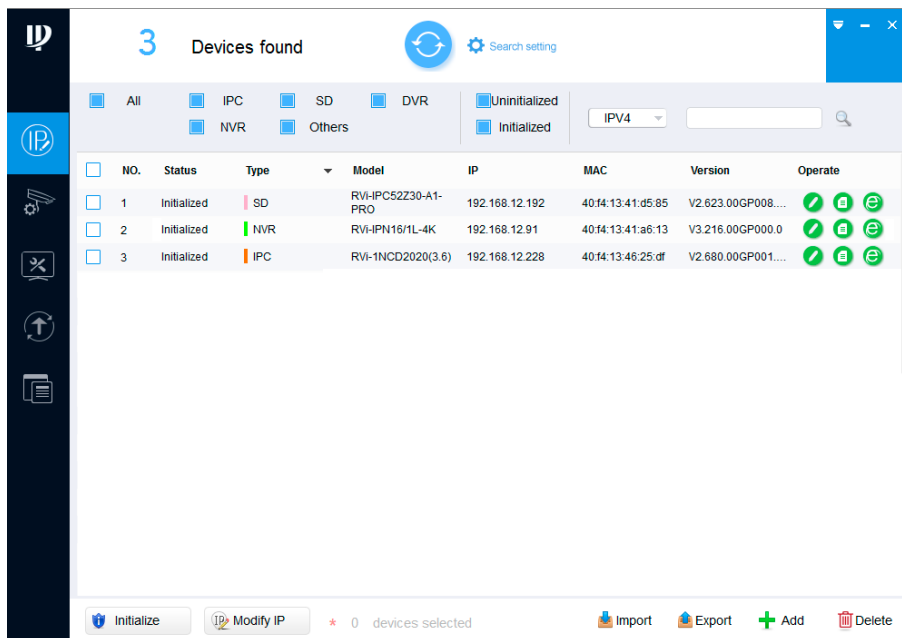 3 Devices found Search setting
All IPC SD DVR Uninitialized
NVR Others Initialized
IPV4
NO. Status Type Model IP MAC Version Operate
1 Initialized SD RVi-IPC52Z30-A1-PRO 192.168.12.192 40:f4:13:41:d5:85 V2.623.00GP008....
2 Initialized NVR RVi-IPN16/1L-4K 192.168.12.91 40:f4:13:41:a6:13 V3.216.00GP000.0
3 Initialized IPC RVi-1NCD2020(3.6) 192.168.12.228 40:f4:13:46:25:df V2.680.00GP001....
Initialize IP Modify IP * 0 devices selected Import Export Add Delete